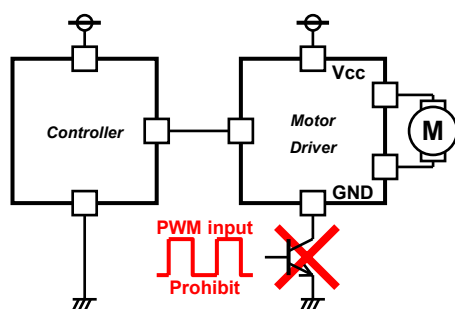 Vcc
Controller
Motor
Driver
M
GND
PWM input
Prohibit